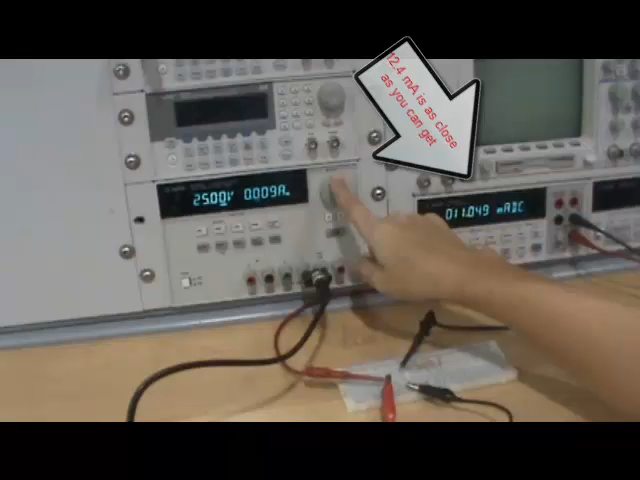 12.4 mA is as close
as you can get
25.00V 0.009A
011.049 mADC